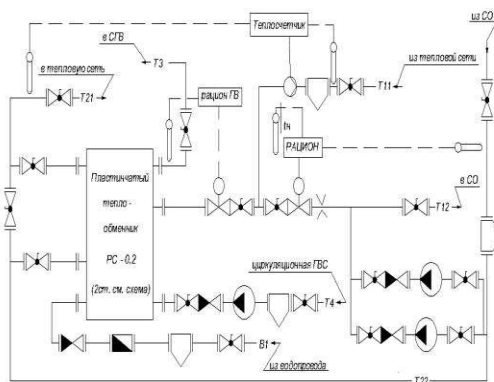 из СО
Теплосчетчик
в СГВ
Т3
в тепловую сеть
Т21
рацион ГВ
из тепловой сети
Т11
tн
РАЦИОН
Пластинчатый
тепло -
обменник
РС - 0,2
(2ст. см. схема)
в СО
Т12
циркуляционная ГВС
Т4
В1
из водопровода
Т22